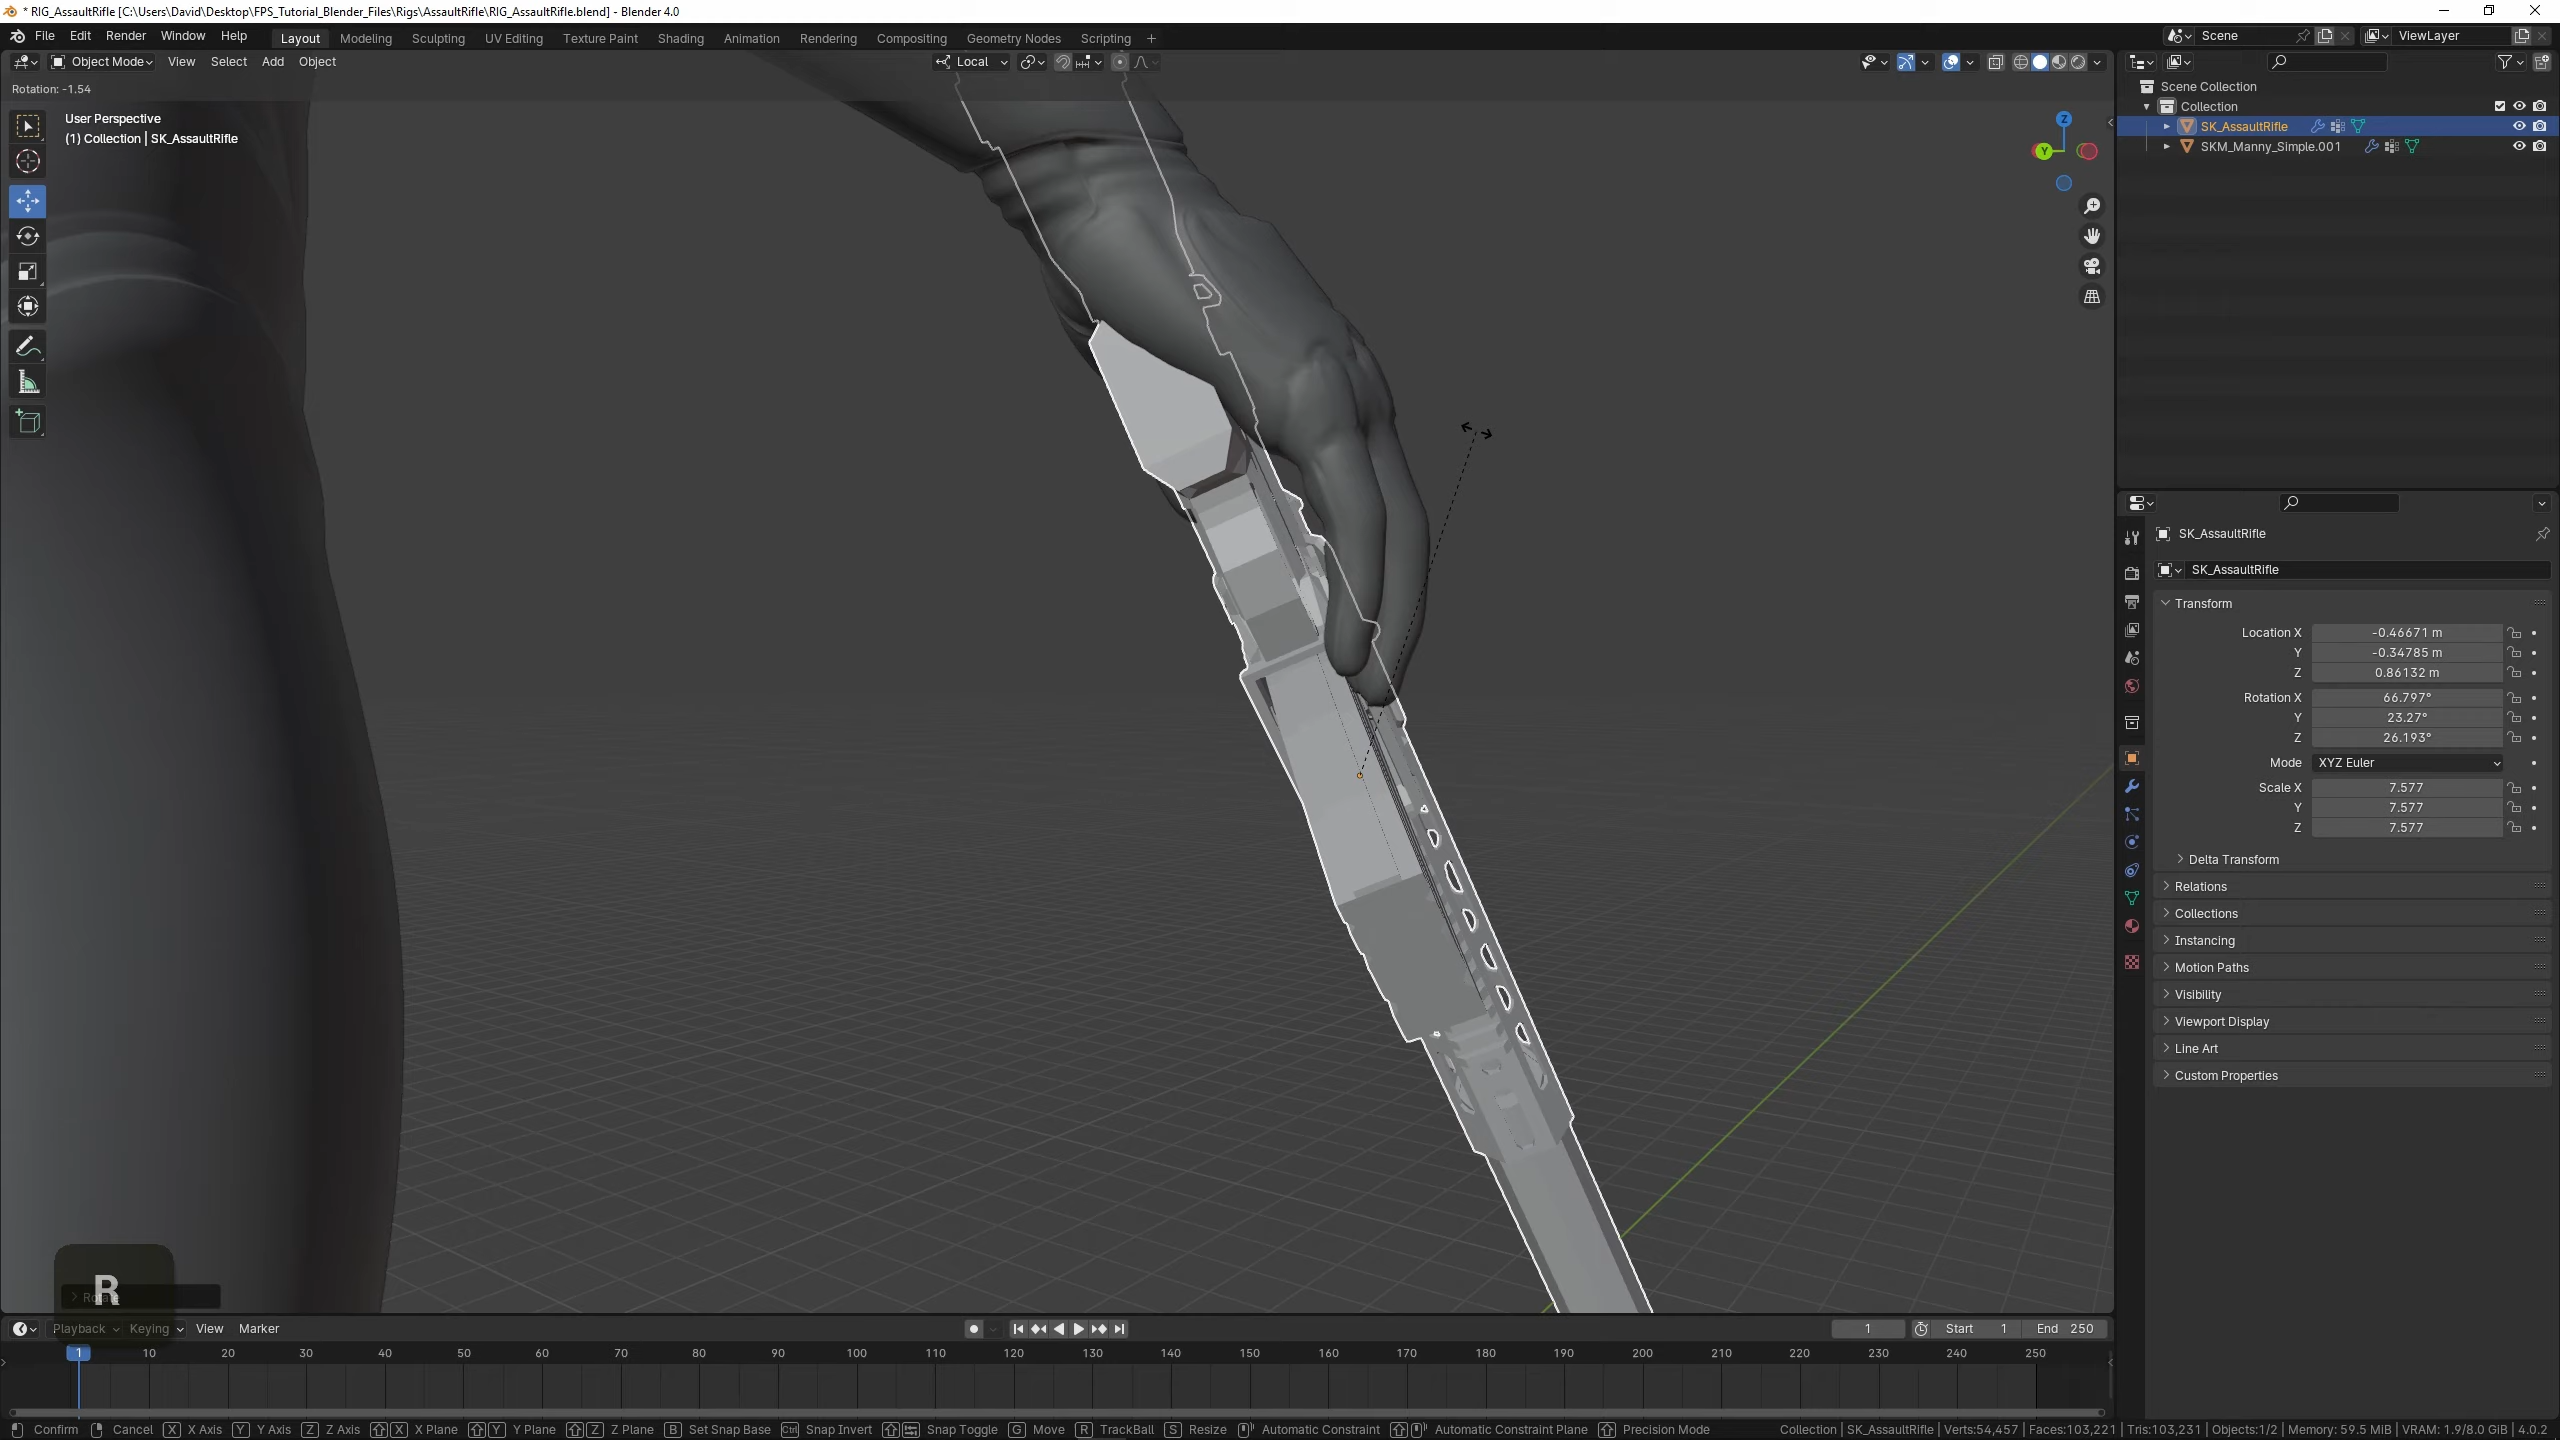 * RIG_AssaultRifle [C:\Users\David\Desktop\FPS_Tutorial_Blender_Files\Rigs\AssaultRifle\RIG_AssaultRifle.blend] - Blender 4.0
File Edit Render Window Help Layout Modeling Sculpting UV Editing Texture Paint Shading Animation Rendering Compositing Geometry Nodes Scripting + Scene ViewLayer
Object Mode View Select Add Object Local
Rotation: -1.54
User Perspective
(1) Collection | SK_AssaultRifle
Z
Y
Scene Collection
Collection
SK_AssaultRifle
SKM_Manny_Simple.001
SK_AssaultRifle
SK_AssaultRifle
Transform
Location X -0.46671 m
Y -0.34785 m
Z 0.86132 m
Rotation X 66.797°
Y 23.27°
Z 26.193°
Mode XYZ Euler
Scale X 7.577
Y 7.577
Z 7.577
Delta Transform
Relations
Collections
Instancing
Motion Paths
Visibility
Viewport Display
Line Art
Custom Properties
R
Rotate
Playback Keying View Marker 1 Start 1 End 250
1 10 20 30 40 50 60 70 80 90 100 110 120 130 140 150 160 170 180 190 200 210 220 230 240 250
Confirm Cancel X X Axis Y Y Axis Z Z Axis X X Plane Y Y Plane Z Z Plane B Set Snap Base Ctrl Snap Invert Snap Toggle G Move R TrackBall S Resize Automatic Constraint Automatic Constraint Plane Precision Mode Collection | SK_AssaultRifle | Verts:54,457 | Faces:103,221 | Tris:103,231 | Objects:1/2 | Memory: 59.5 MiB | VRAM: 1.9/8.0 GiB | 4.0.2